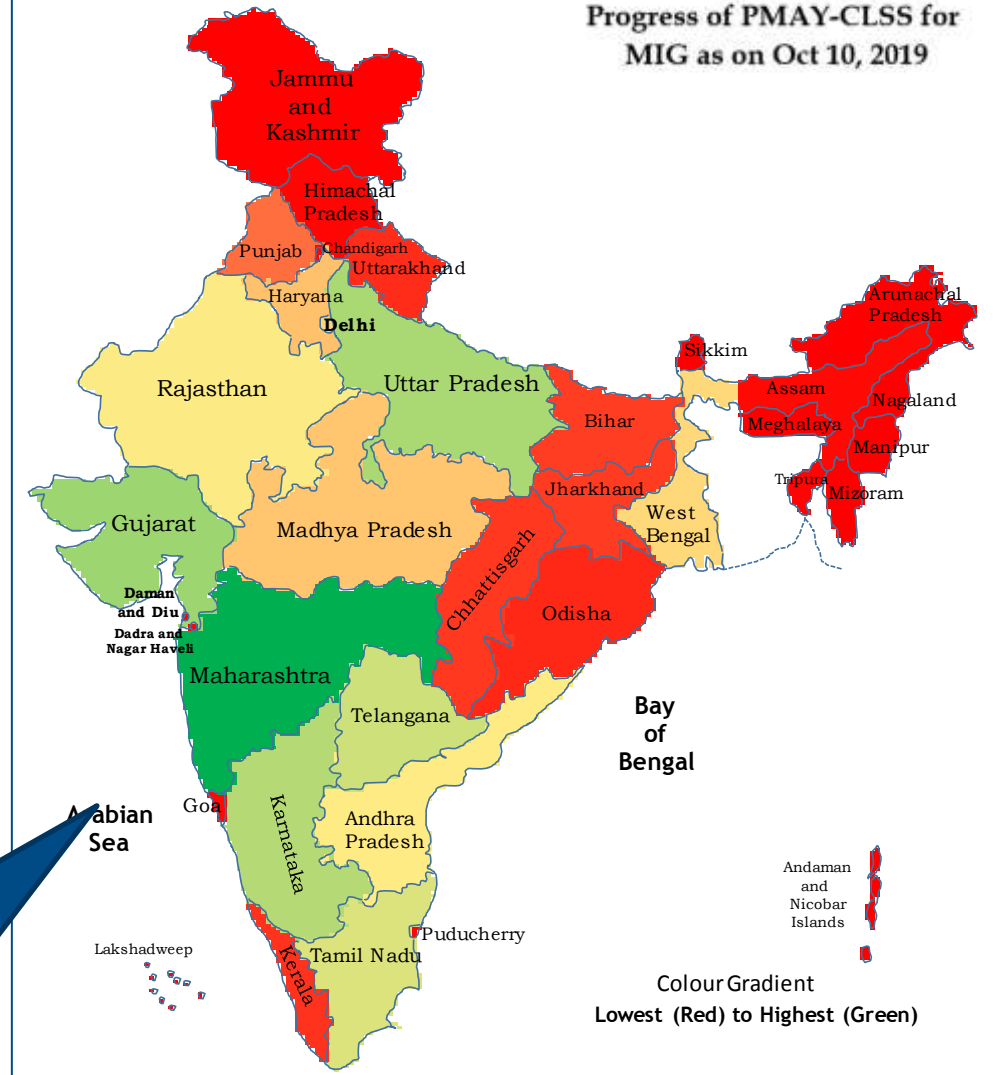 Progress of PMAY-CLSS for
MIG as on Oct 10, 2019
Jammu
and
Kashmir
Himachal
Pradesh
Punjab
Chandigarh
Uttarakhand
Haryana
Delhi
Arunachal
Pradesh
Sikkim
Rajasthan
Uttar Pradesh
Assam
Nagaland
Bihar
Meghalaya
Manipur
Tripura
Mizoram
Jharkhand
West
Bengal
Gujarat
Madhya Pradesh
Chhattisgarh
Daman
and Diu
Dadra and
Nagar Haveli
Odisha
Maharashtra
Telangana
Bay
of
Bengal
Goa
Arabian
Sea
Karnataka
Andhra
Pradesh
Andaman
and
Nicobar
Islands
Puducherry
Lakshadweep
Kerala
Tamil Nadu
Colour Gradient
Lowest (Red) to Highest (Green)